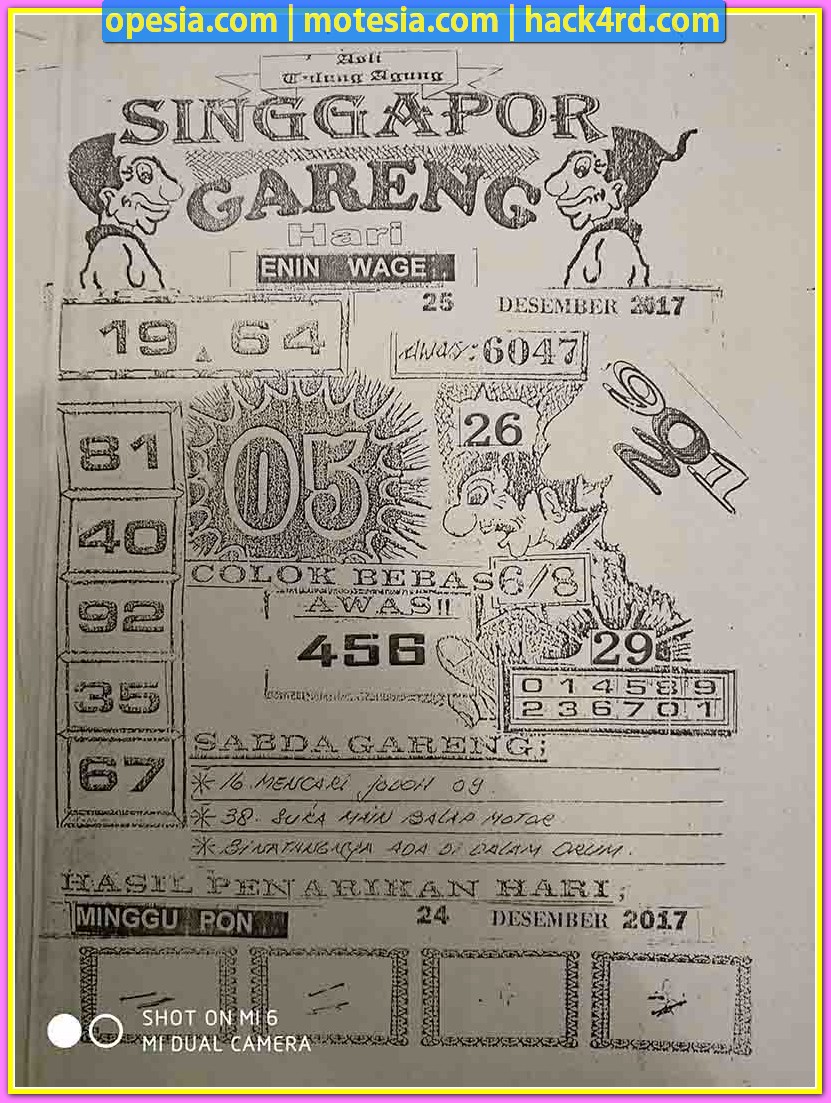 opesia.com | motesia.com | hack4rd.com
Asli
Tulung Agung
SINGGAPOR
GARENG
Hari
ENIN WAGE
25 DESEMBER 2017
19 64
AWAS: 6047
2017
81
40
92
35
67
05
26
COLOK BEBAS 6/8
AWAS!!
456
29
0 1 4 5 8 9
2 3 6 7 0 1
SABDA GARENG;
* 16. MENCARI JODOH 09.
* 38. SUKA MAIN BALAP MOTOR
* BINATANGNYA ADA DI DALAM DRUM.
HASIL PENARIKAN HARI;
MINGGU PON 24 DESEMBER 2017
SHOT ON MI 6
MI DUAL CAMERA